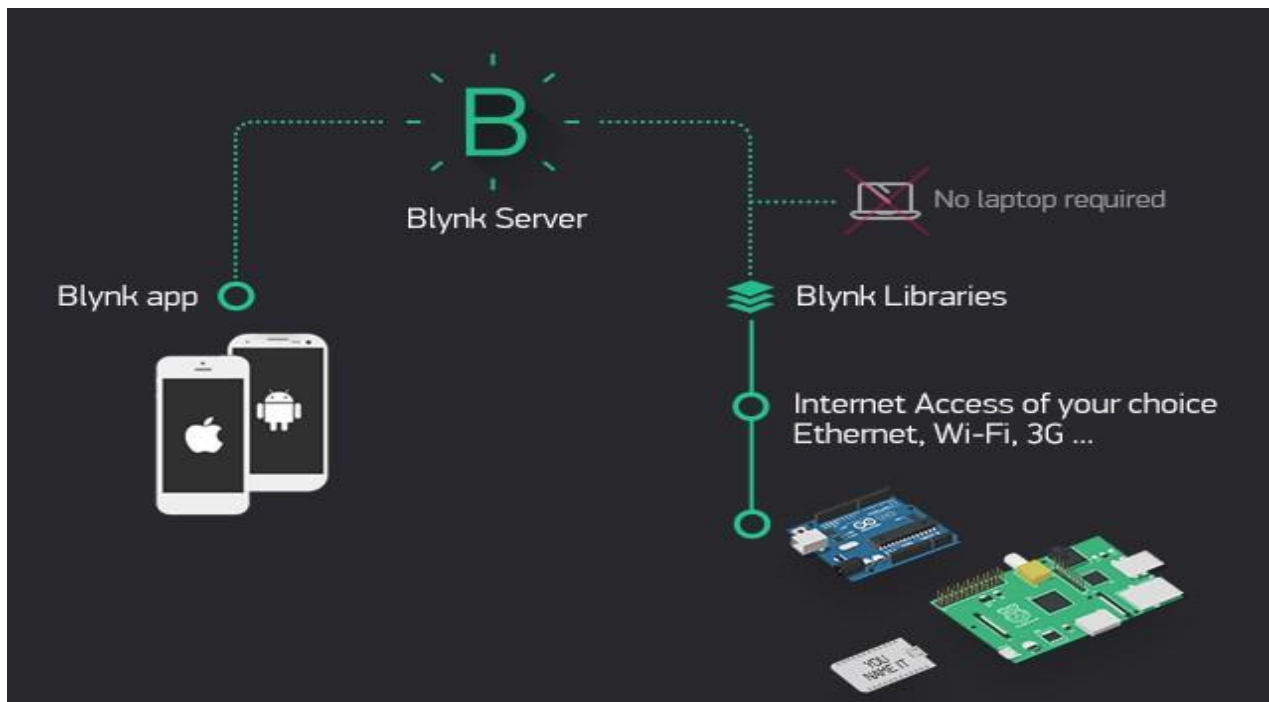 B
Blynk Server
No laptop required
Blynk app
Blynk Libraries
Internet Access of your choice
Ethernet, Wi-Fi, 3G ...
YOU
NAME IT